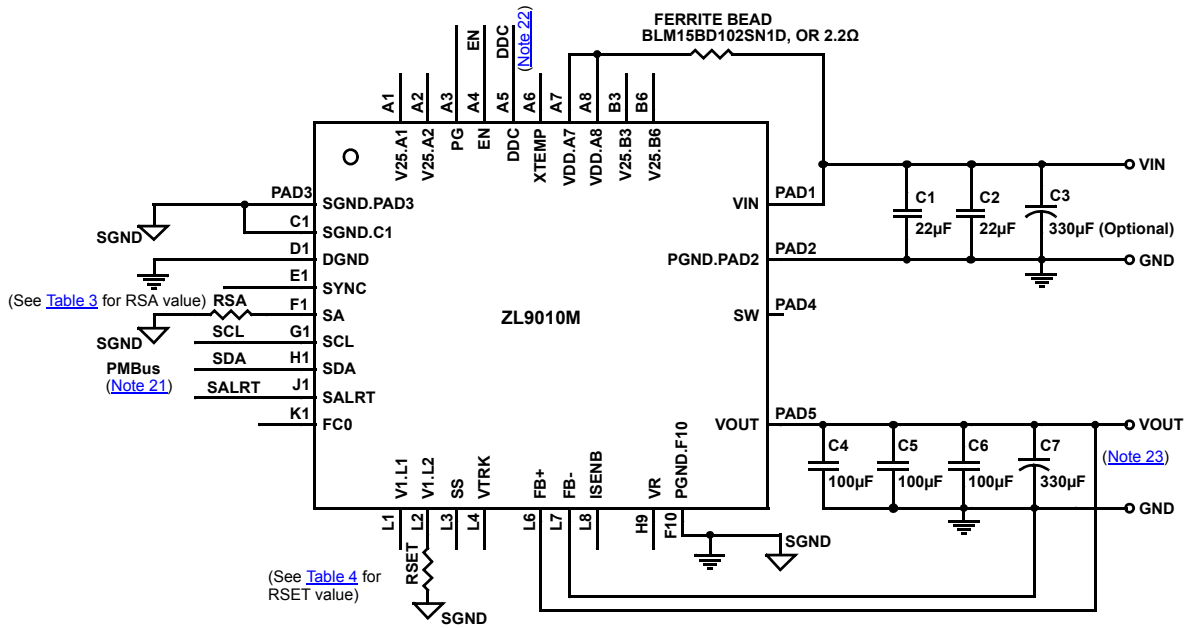 FERRITE BEAD
BLM15BD102SN1D, OR 2.2Ω
EN
DDC
(Note 22)
A1
A2
A3
A4
A5
A6
A7
A8
B3
B6
V25.A1
V25.A2
PG
EN
DDC
XTEMP
VDD.A7
VDD.A8
V25.B3
V25.B6
PAD3
SGND.PAD3
SGND
C1
SGND.C1
D1
DGND
E1
SYNC
(See Table 3 for RSA value)
RSA
F1
SA
SGND
SCL
G1
SCL
PMBus
(Note 21)
SDA
H1
SDA
SALRT
J1
SALRT
K1
FC0
ZL9010M
VIN
PAD1
PGND.PAD2
PAD2
SW
PAD4
VOUT
PAD5
C1
22µF
C2
22µF
C3
330µF (Optional)
VIN
GND
C4
100µF
C5
100µF
C6
100µF
C7
330µF
VOUT
(Note 23)
GND
V1.L1
V1.L2
SS
VTRK
FB+
FB-
ISENB
VR
PGND.F10
L1
L2
L3
L4
L6
L7
L8
H9
F10
SGND
RSET
(See Table 4 for
RSET value)
SGND